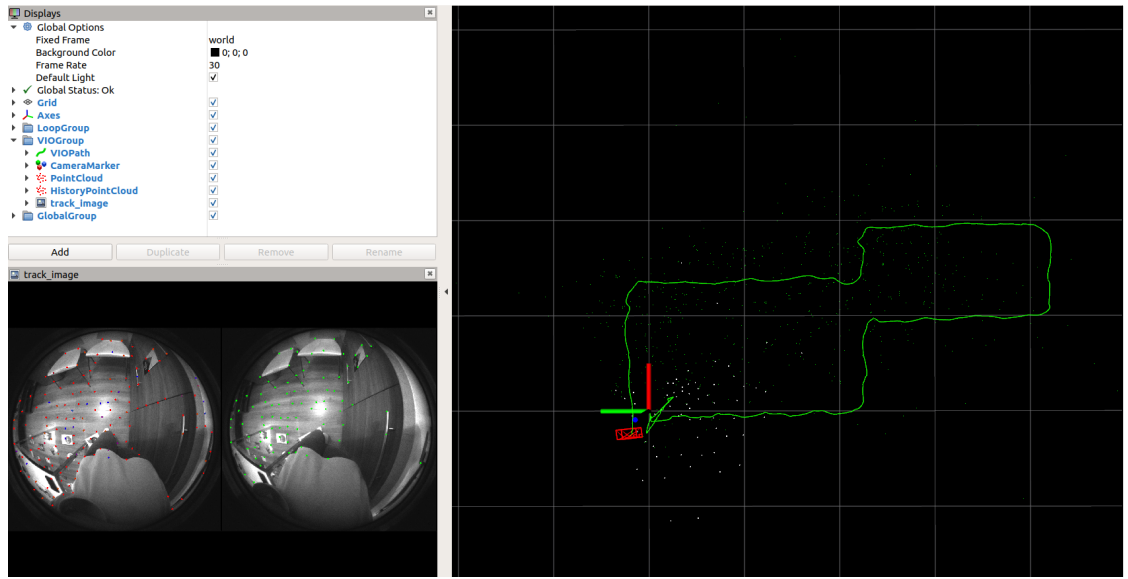 Displays
Global Options
Fixed Frame world
Background Color 0; 0; 0
Frame Rate 30
Default Light
Global Status: Ok
Grid
Axes
LoopGroup
VIOGroup
VIOPath
CameraMarker
PointCloud
HistoryPointCloud
track_image
GlobalGroup
Add Duplicate Remove Rename
track_image